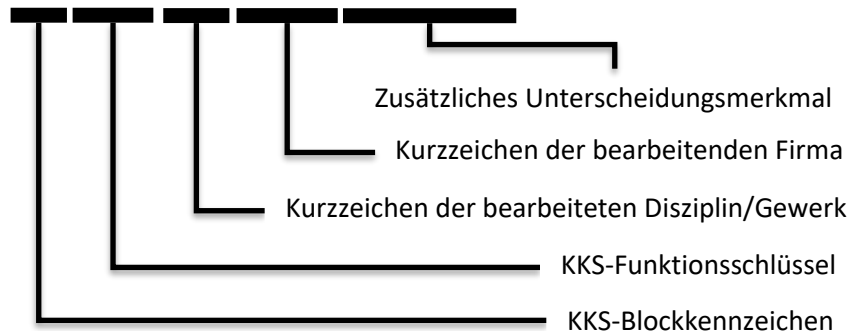 Zusätzliches Unterscheidungsmerkmal
Kurzzeichen der bearbeitenden Firma
Kurzzeichen der bearbeiteten Disziplin/Gewerk
KKS-Funktionsschlüssel
KKS-Blockkennzeichen